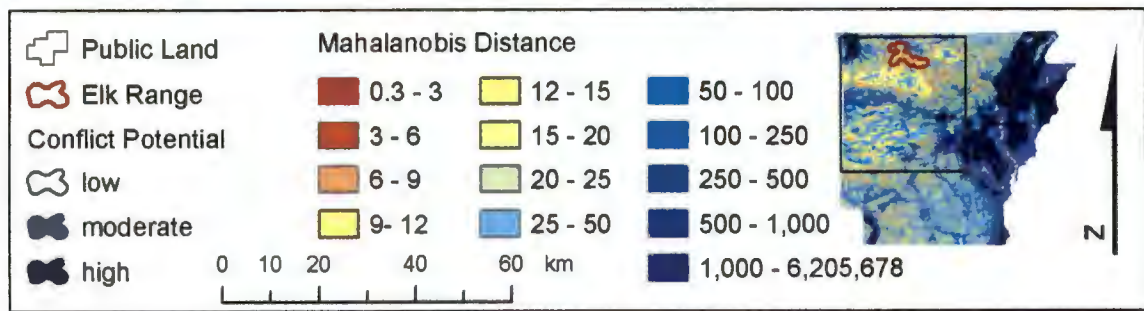 Public Land
Elk Range
Conflict Potential
low
moderate
high
Mahalanobis Distance
0.3 - 3
3 - 6
6 - 9
9- 12
12 - 15
15 - 20
20 - 25
25 - 50
50 - 100
100 - 250
250 - 500
500 - 1,000
1,000 - 6,205,678
0 10 20 40 60 km
N